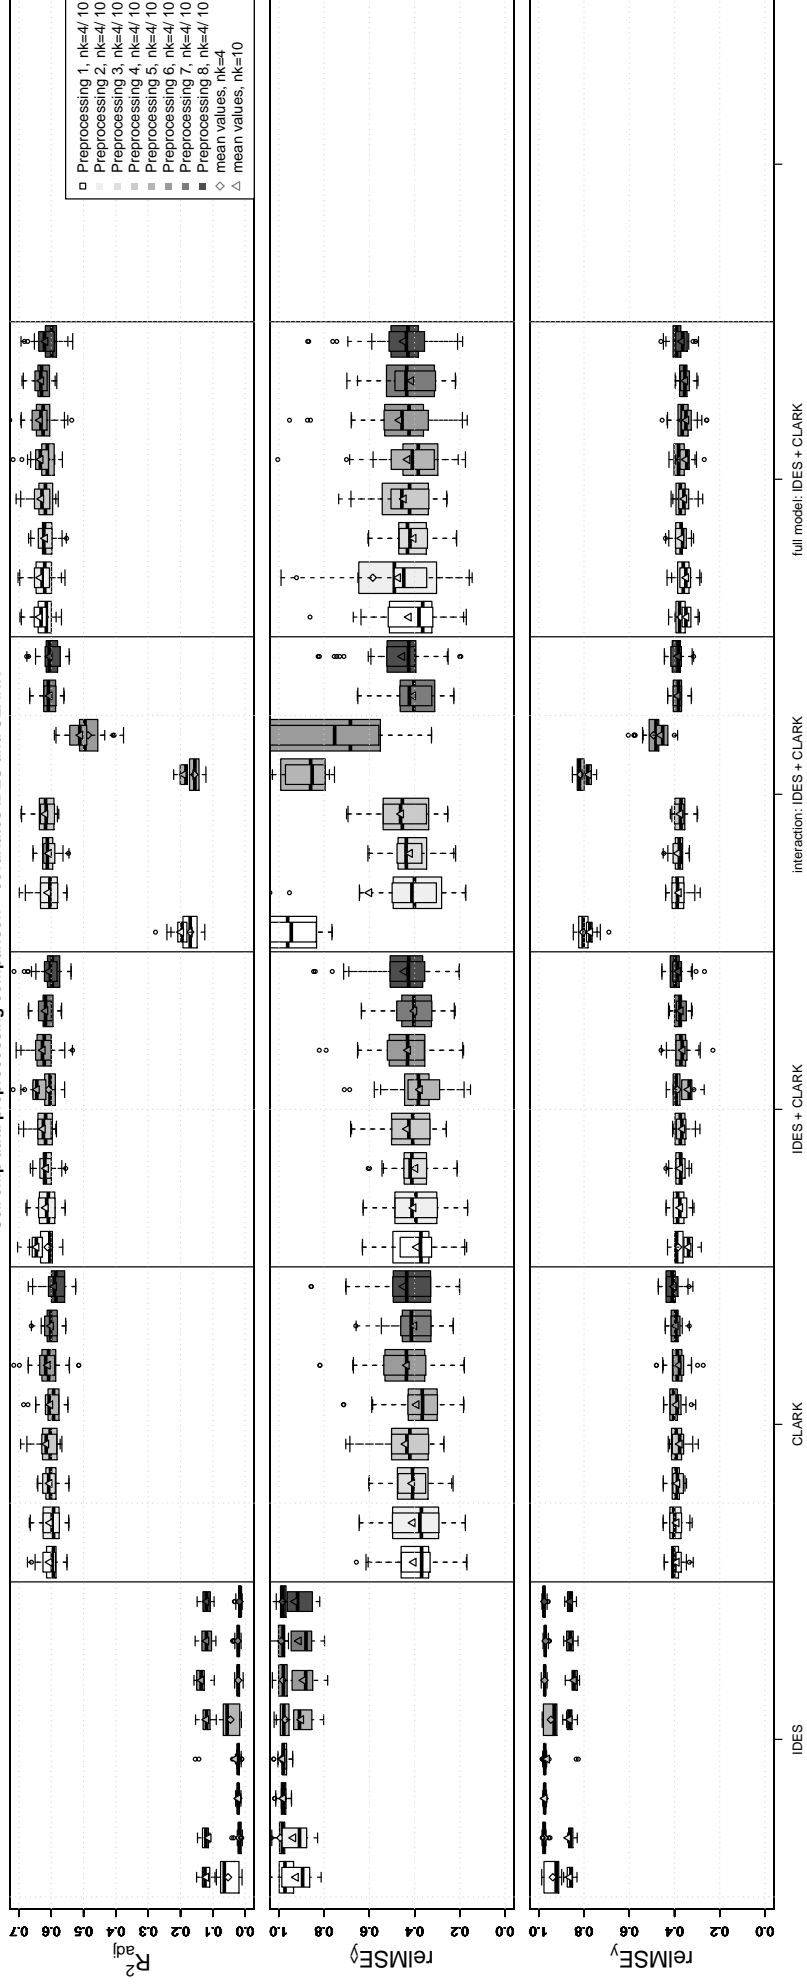 Preprocessing 1, nk=4/ 10
Preprocessing 2, nk=4/ 10
Preprocessing 3, nk=4/ 10
Preprocessing 4, nk=4/ 10
Preprocessing 5, nk=4/ 10
Preprocessing 6, nk=4/ 10
Preprocessing 7, nk=4/ 10
Preprocessing 8, nk=4/ 10
mean values, nk=4
mean values, nk=10
R²adj
0.0 0.1 0.2 0.3 0.4 0.5 0.6 0.7
relMSEŷ
0.0 0.2 0.4 0.6 0.8 1.0
relMSEy
0.0 0.2 0.4 0.6 0.8 1.0
IDES
CLARK
IDES + CLARK
interaction: IDES + CLARK
full model: IDES + CLARK